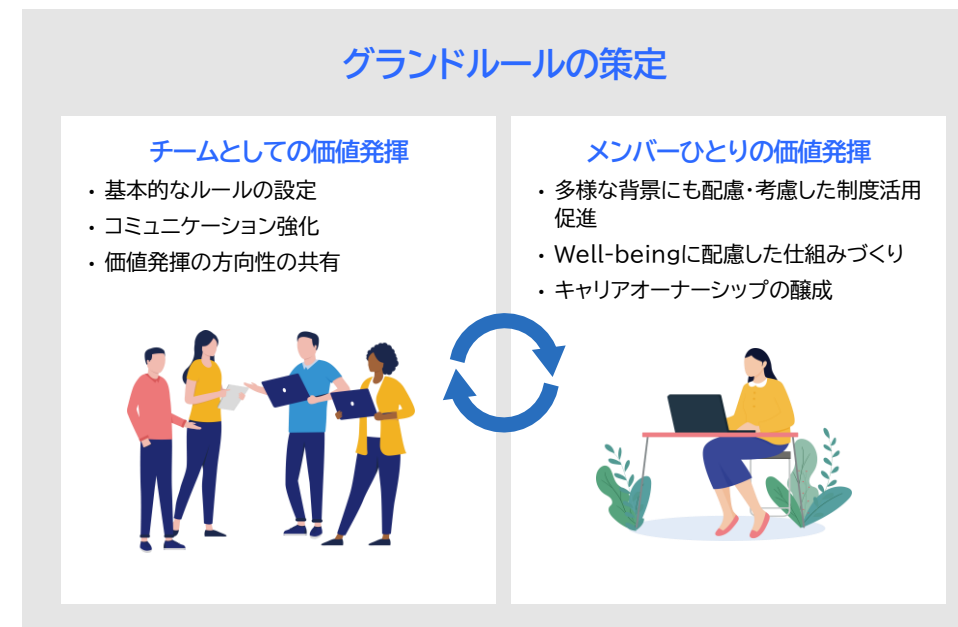 グランドルールの策定
チームとしての価値発揮
・基本的なルールの設定
・コミュニケーション強化
・価値発揮の方向性の共有
メンバーひとりの価値発揮
・多様な背景にも配慮・考慮した制度活用
促進
・Well-beingに配慮した仕組みづくり
・キャリアオーナーシップの醸成